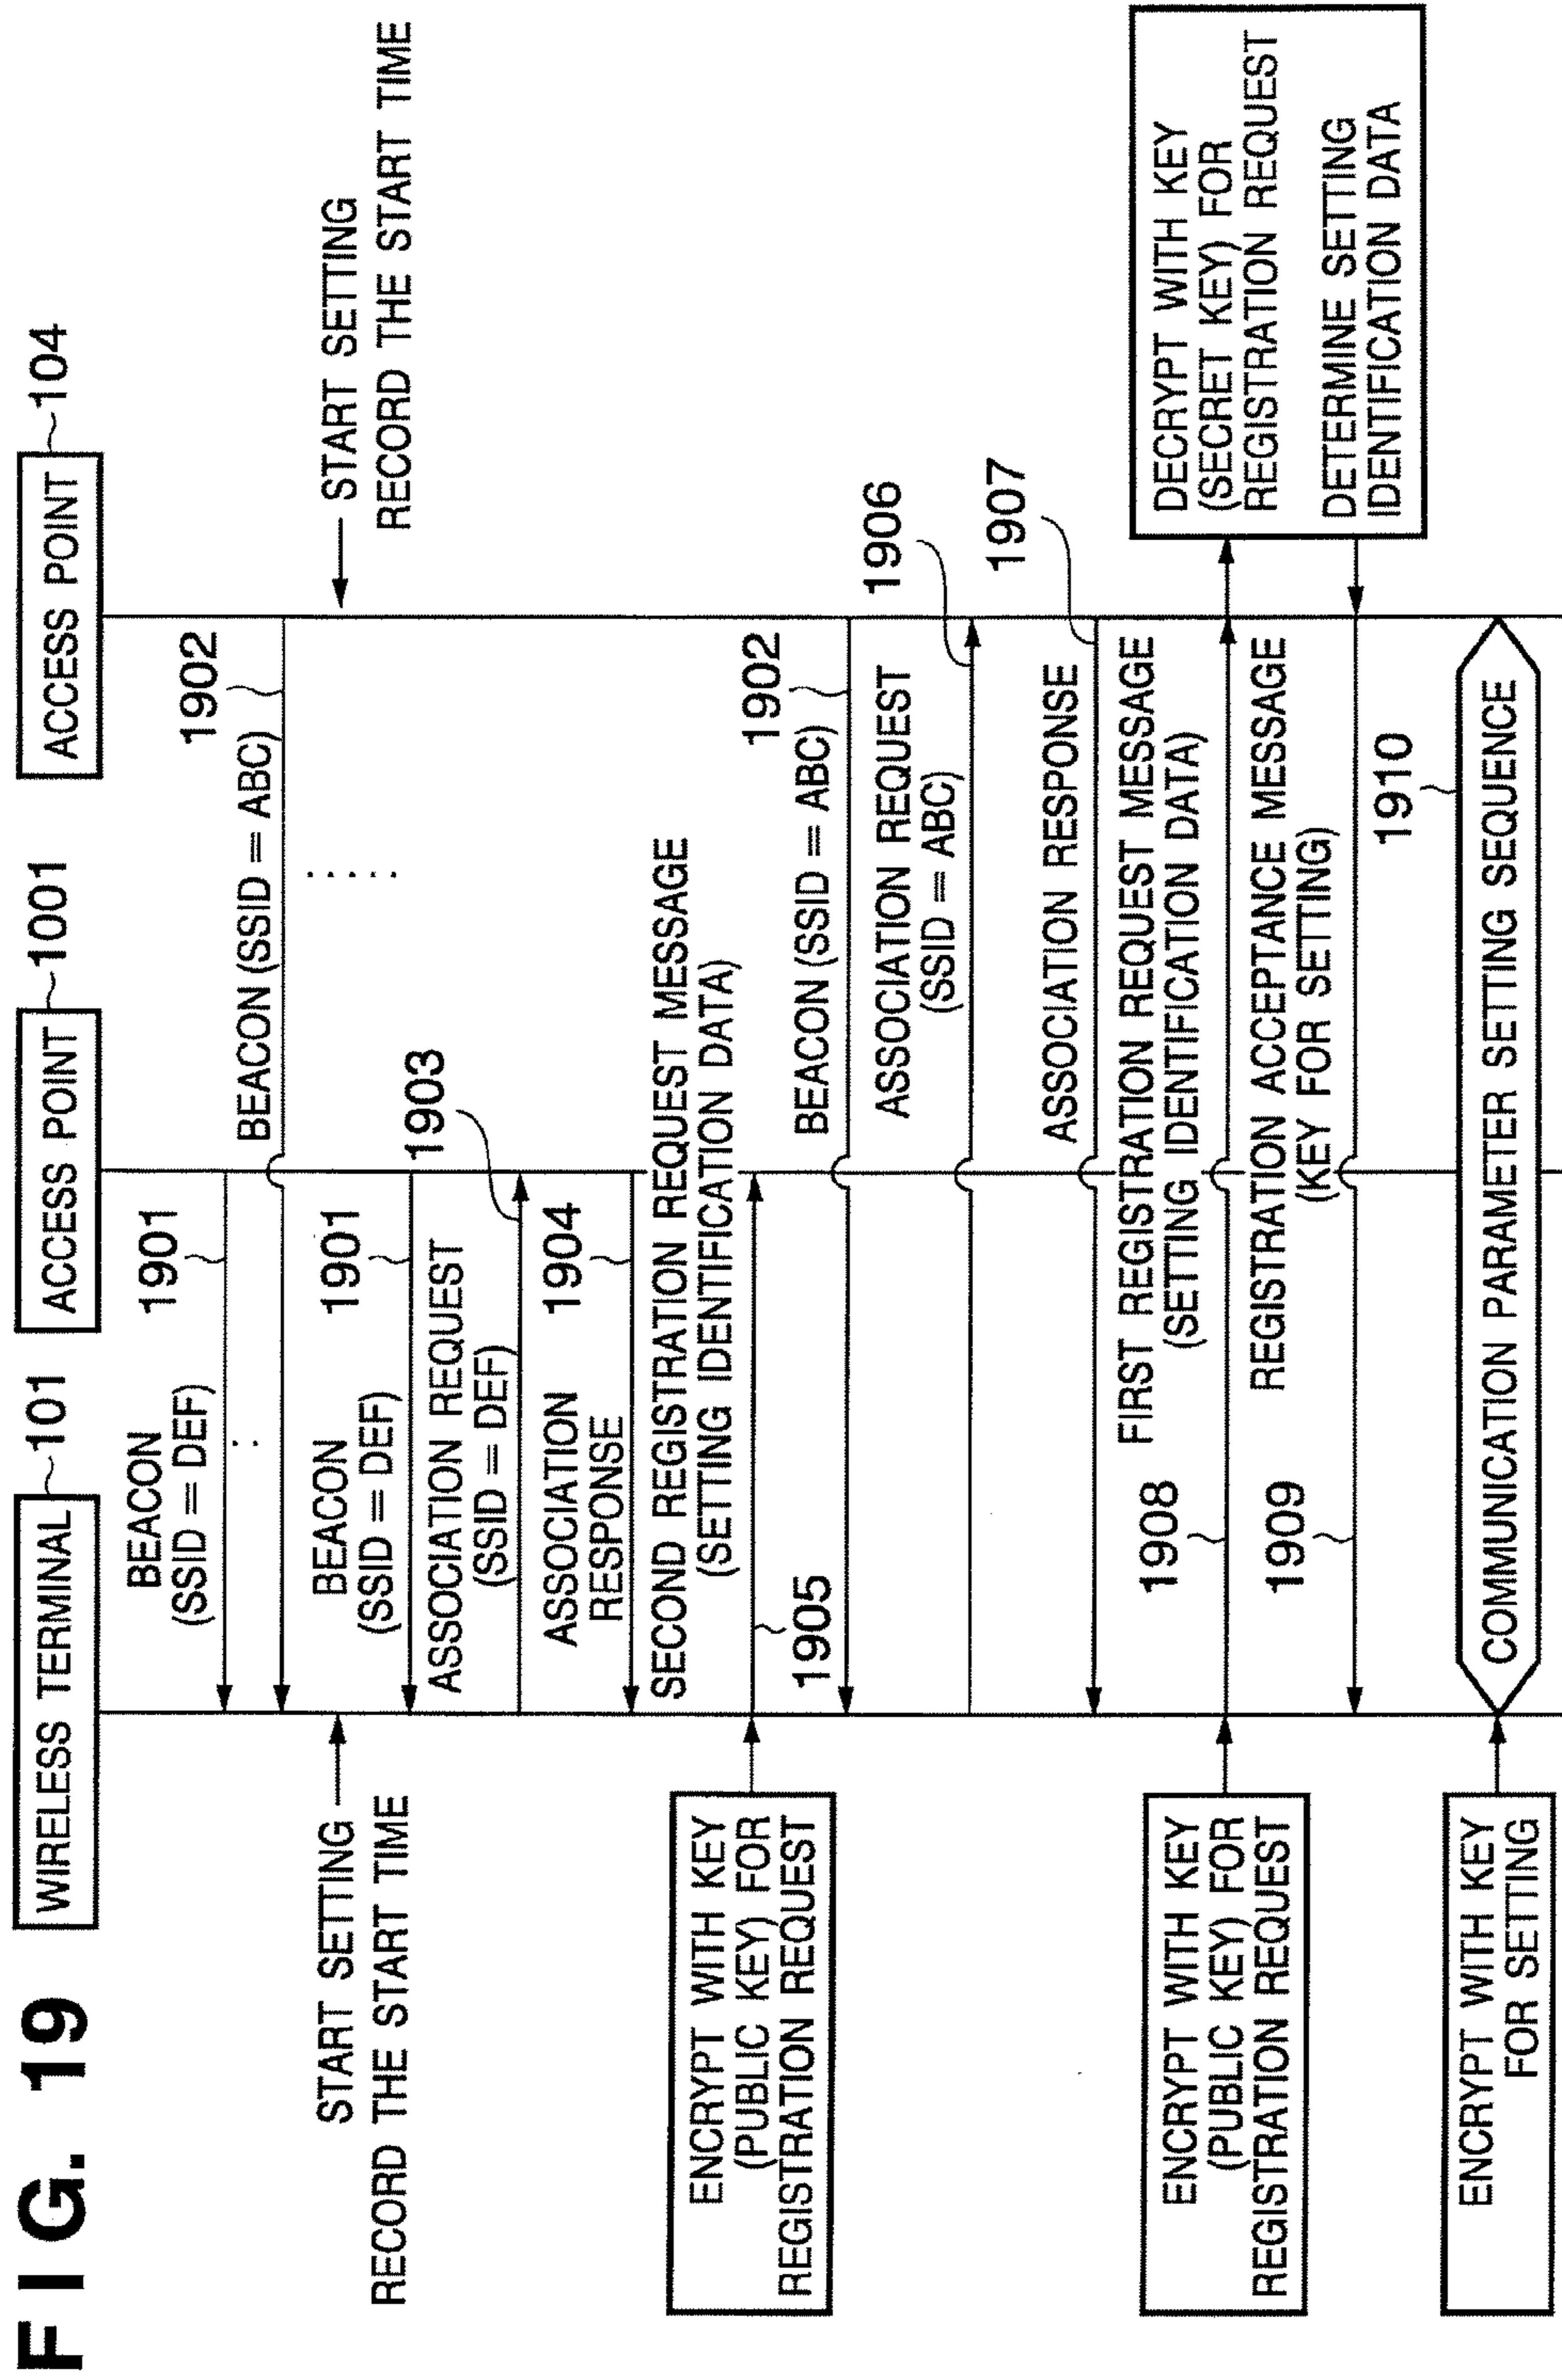 FIG. 19
WIRELESS TERMINAL
101
ACCESS POINT
1001
ACCESS POINT
104
BEACON
(SSID = DEF)
1901
BEACON (SSID = ABC)
1902
START SETTING
RECORD THE START TIME
START SETTING
RECORD THE START TIME
BEACON
(SSID = DEF)
1901
ASSOCIATION REQUEST
(SSID = DEF)
1903
ASSOCIATION
RESPONSE
1904
SECOND REGISTRATION REQUEST MESSAGE
(SETTING IDENTIFICATION DATA)
ENCRYPT WITH KEY
(PUBLIC KEY) FOR
REGISTRATION REQUEST
1905
BEACON (SSID = ABC)
1902
ASSOCIATION REQUEST
(SSID = ABC)
1906
ASSOCIATION RESPONSE
1907
FIRST REGISTRATION REQUEST MESSAGE
(SETTING IDENTIFICATION DATA)
1908
ENCRYPT WITH KEY
(PUBLIC KEY) FOR
REGISTRATION REQUEST
DECRYPT WITH KEY
(SECRET KEY) FOR
REGISTRATION REQUEST
DETERMINE SETTING
IDENTIFICATION DATA
REGISTRATION ACCEPTANCE MESSAGE
(KEY FOR SETTING)
1909
1910
ENCRYPT WITH KEY
FOR SETTING
COMMUNICATION PARAMETER SETTING SEQUENCE